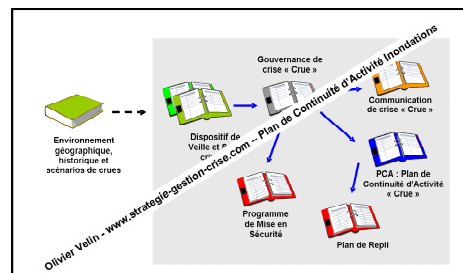 Gouvernance de
crise « Crue »
Olivier Velin - www.strategie-gestion-crise.com -- Plan de Continuité d'Activité Inondations
Communication
de crise « Crue »
Environnement
géographique,
historique et
scénarios de crues
Dispositif de
Veille et
PCA : Plan de
Continuité d'Activité
« Crue »
Programme
de Mise en
Sécurité
Plan de Repli